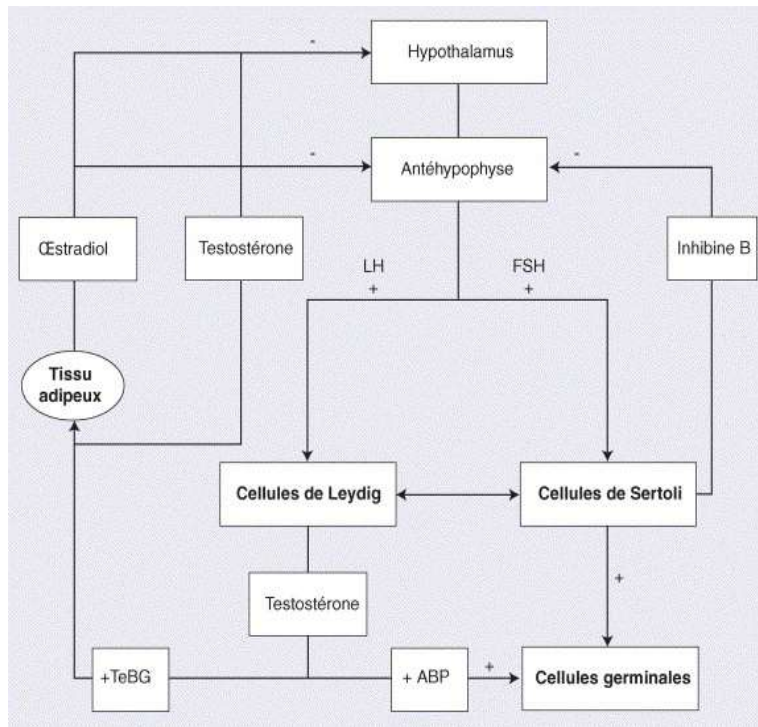 -
Hypothalamus
-
Antéhypophyse
-
Œstradiol
Testostérone
Inhibine B
LH
+
FSH
+
Tissu
adipeux
Cellules de Leydig
Cellules de Sertoli
Testostérone
+
+TeBG
+ ABP
+
Cellules germinales